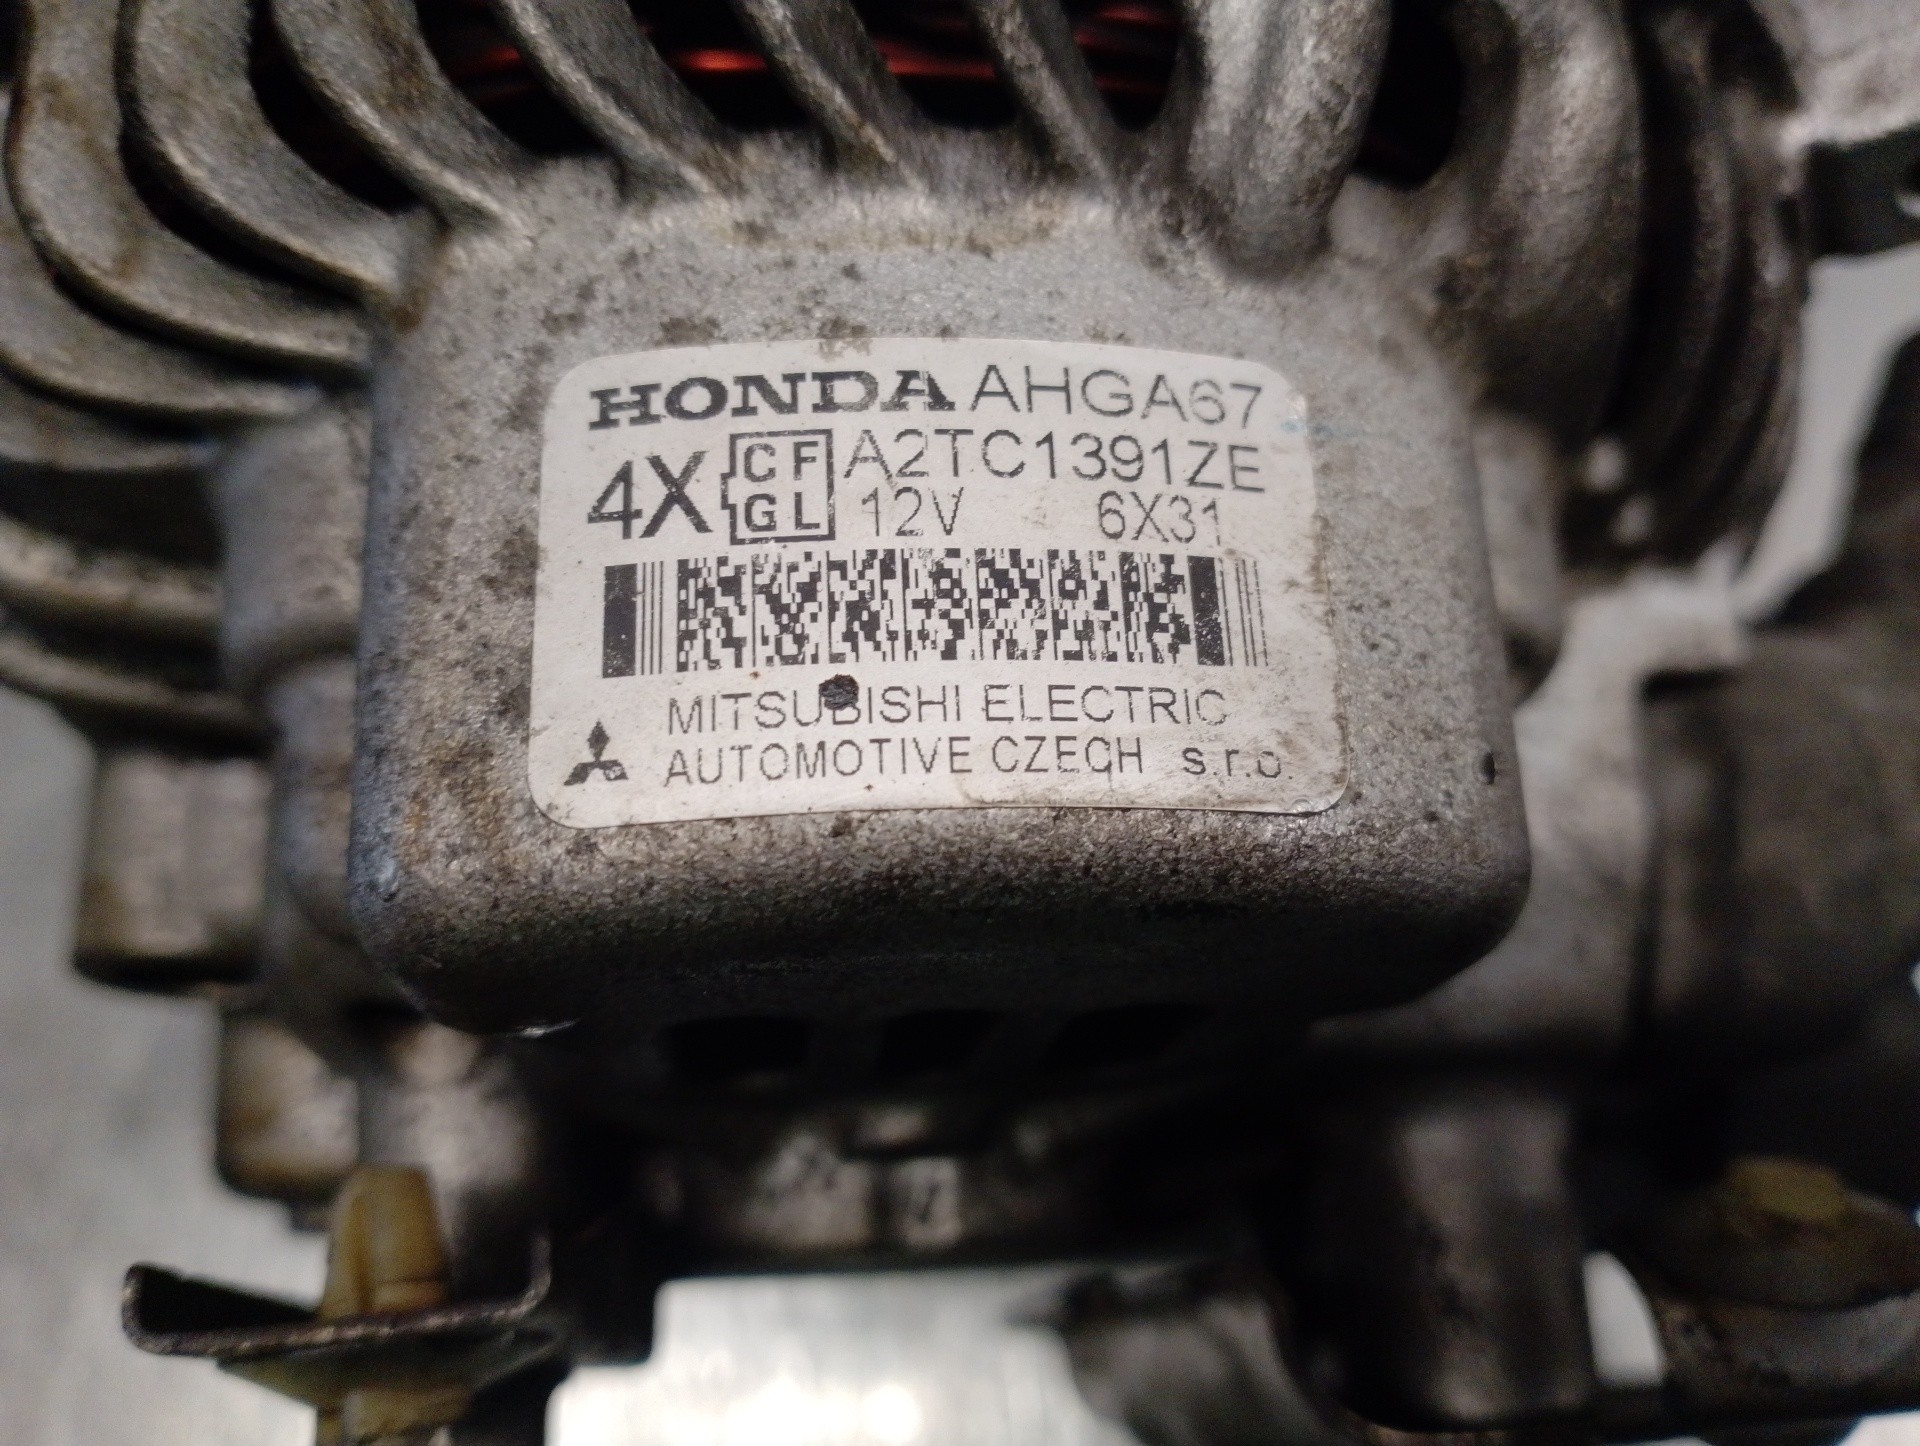 HONDA AHGA67
4X CF GL A2TC1391ZE
12V 6X31
MITSUBISHI ELECTRIC
AUTOMOTIVE CZECH s.r.o.